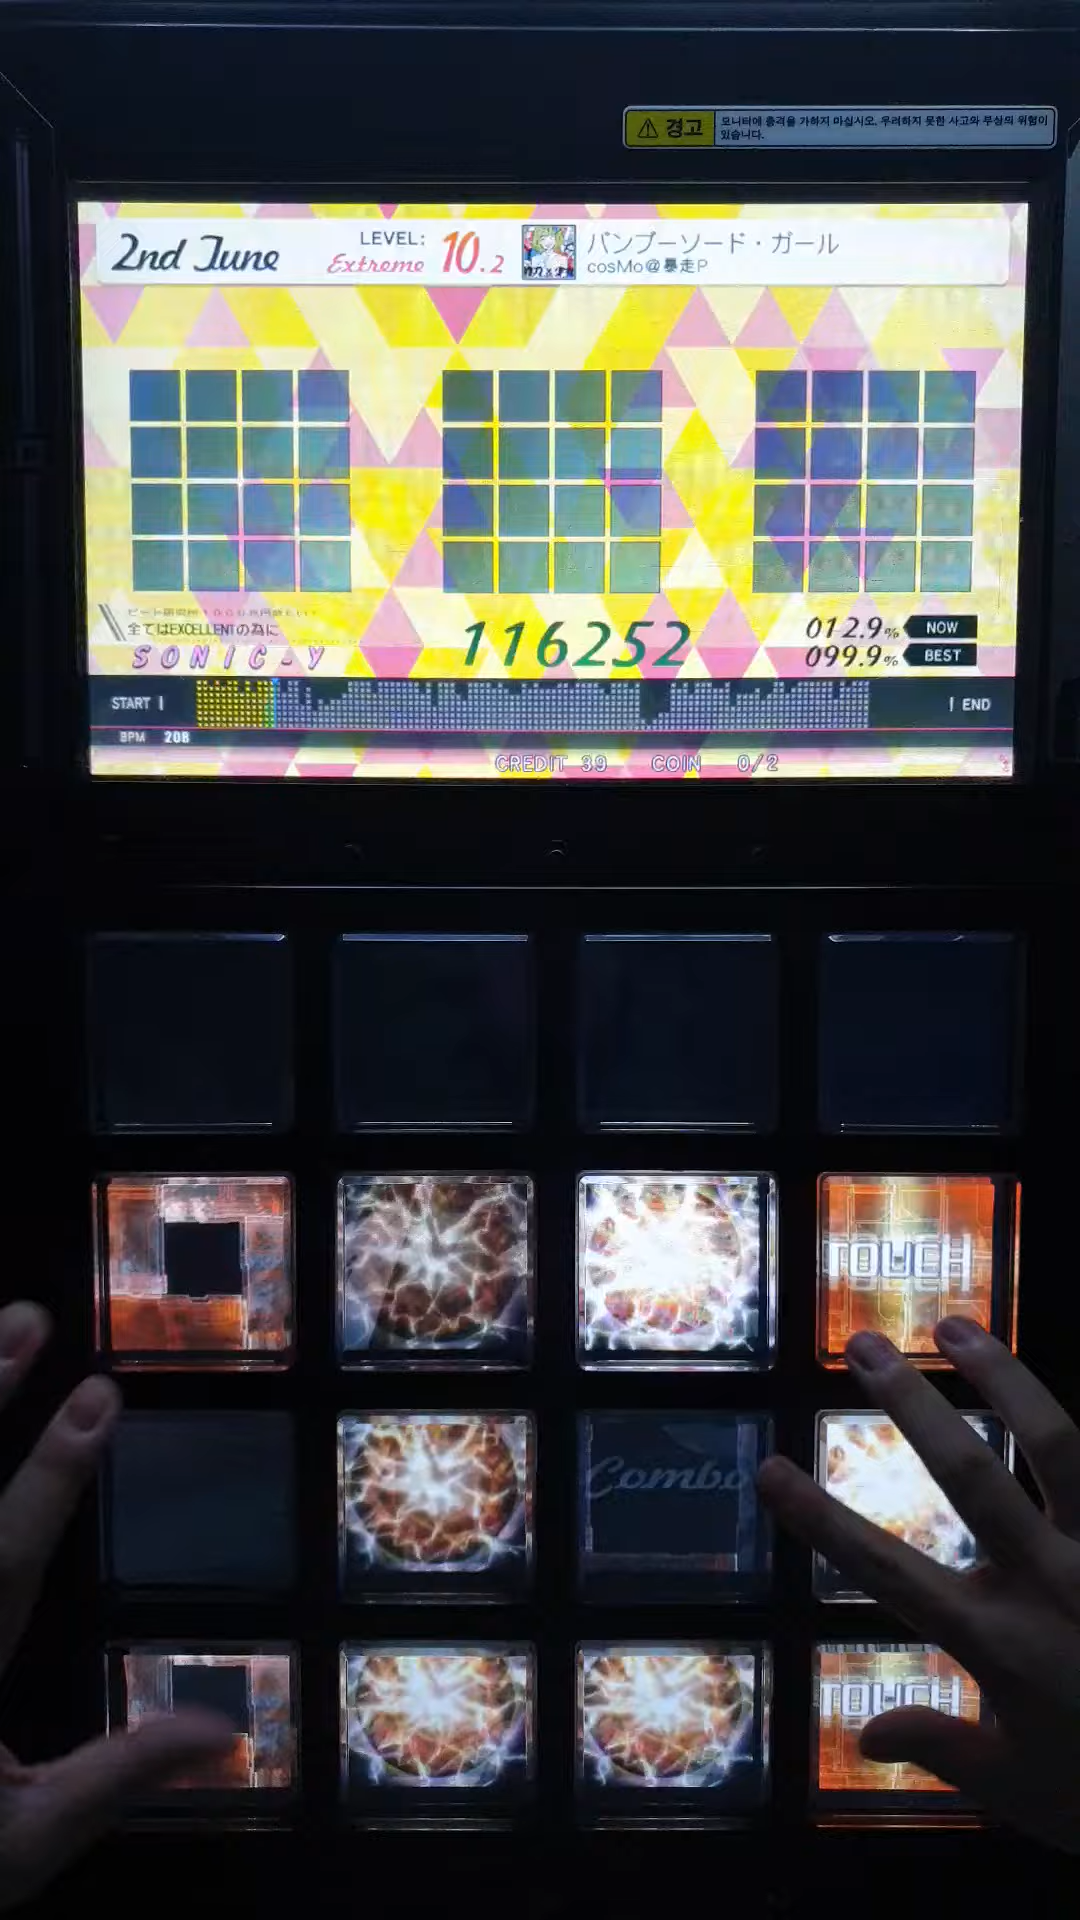 경고
모니터에 충격을 가하지 마십시오. 우려하지 못한 사고와 부상의 위험이
있습니다.
2nd June
LEVEL:
Extreme
10.2
バンブーソード・ガール
cosMo@暴走P
全てはEXCELLENTの為に
SONIC-Y
116252
012.9% NOW
099.9% BEST
START
END
BPM 208
CREDIT 39 COIN 0/2
TOUCH
Combo
TOUCH